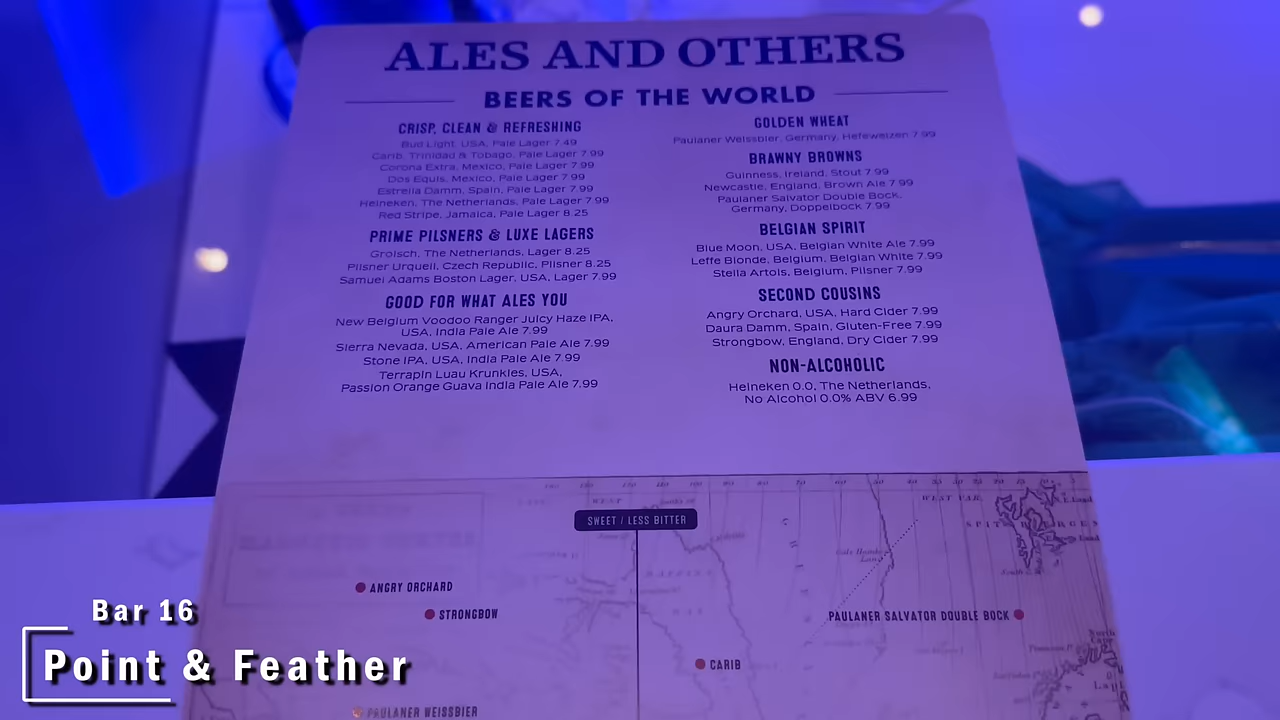 ALES AND OTHERS
BEERS OF THE WORLD
CRISP, CLEAN & REFRESHING
Bud Light, USA, Pale Lager 7.49
Carib, Trinidad & Tobago, Pale Lager 7.99
Corona Extra, Mexico, Pale Lager 7.99
Dos Equis, Mexico, Pale Lager 7.99
Estrella Damm, Spain, Pale Lager 7.99
Heineken, The Netherlands, Pale Lager 7.99
Red Stripe, Jamaica, Pale Lager 8.25
PRIME PILSNERS & LUXE LAGERS
Grolsch, The Netherlands, Lager 8.25
Pilsner Urquell, Czech Republic, Pilsner 8.25
Samuel Adams Boston Lager, USA, Lager 7.99
GOOD FOR WHAT ALES YOU
New Belgium Voodoo Ranger Juicy Haze IPA,
USA, India Pale Ale 7.99
Sierra Nevada, USA, American Pale Ale 7.99
Stone IPA, USA, India Pale Ale 7.99
Terrapin Luau Krunkles, USA,
Passion Orange Guava India Pale Ale 7.99
GOLDEN WHEAT
Paulaner Weissbier, Germany, Hefeweizen 7.99
BRAWNY BROWNS
Guinness, Ireland, Stout 7.99
Newcastle, England, Brown Ale 7.99
Paulaner Salvator Double Bock,
Germany, Doppelbock 7.99
BELGIAN SPIRIT
Blue Moon, USA, Belgian White Ale 7.99
Leffe Blonde, Belgium, Belgian White 7.99
Stella Artois, Belgium, Pilsner 7.99
SECOND COUSINS
Angry Orchard, USA, Hard Cider 7.99
Daura Damm, Spain, Gluten-Free 7.99
Strongbow, England, Dry Cider 7.99
NON-ALCOHOLIC
Heineken 0.0, The Netherlands,
No Alcohol 0.0% ABV 6.99
WEST
WEST PAR.
SWEET / LESS BITTER
ANGRY ORCHARD
STRONGBOW
PAULANER SALVATOR DOUBLE BOCK
CARIB
PAULANER WEISSBIER
Bar 16
Point & Feather